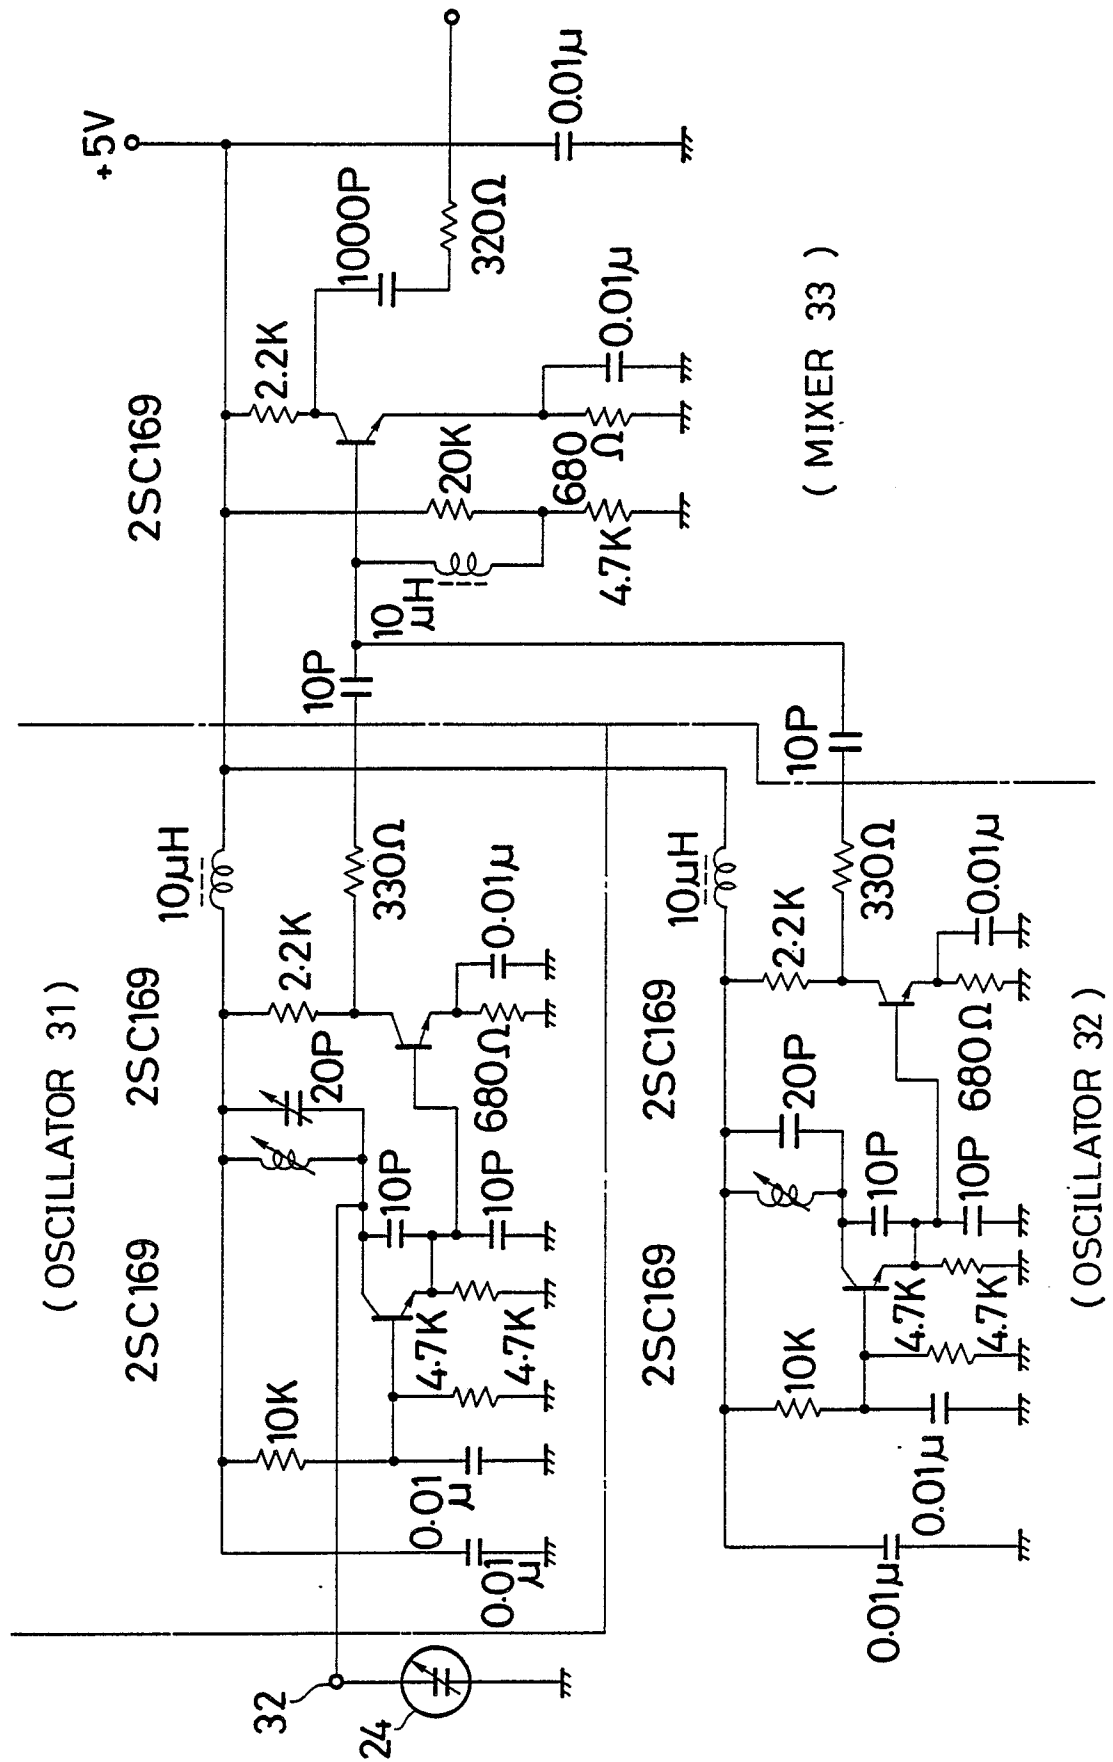 (OSCILLATOR 31)
2SC169
2SC169
2SC169
+5V
32
24
10K
0.01
µ
0.01
µ
4.7K
4.7K
10P
10P
20P
2.2K
680Ω
0.01µ
330Ω
10µH
10P
10
µH
20K
4.7K
2.2K
680
Ω
0.01µ
1000P
320Ω
0.01µ
(MIXER 33)
2SC169
2SC169
0.01µ
0.01µ
10K
4.7K
4.7K
10P
10P
20P
2.2K
680Ω
0.01µ
330Ω
10µH
10P
(OSCILLATOR 32)